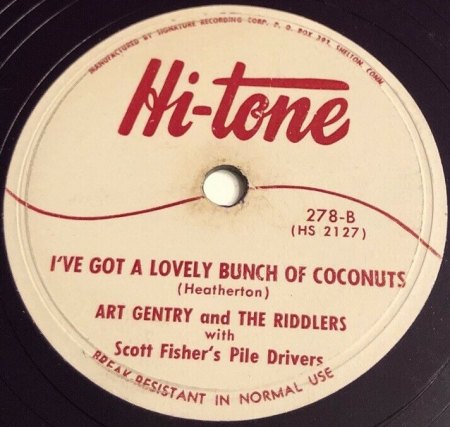 MANUFACTURED BY SIGNATURE RECORDING CORP. P. O. BOX 391, SHELTON, CONN.
Hi-tone
278-B
(HS 2127)
I'VE GOT A LOVELY BUNCH OF COCONUTS
(Heatherton)
ART GENTRY and THE RIDDLERS
with
Scott Fisher's Pile Drivers
BREAK RESISTANT IN NORMAL USE